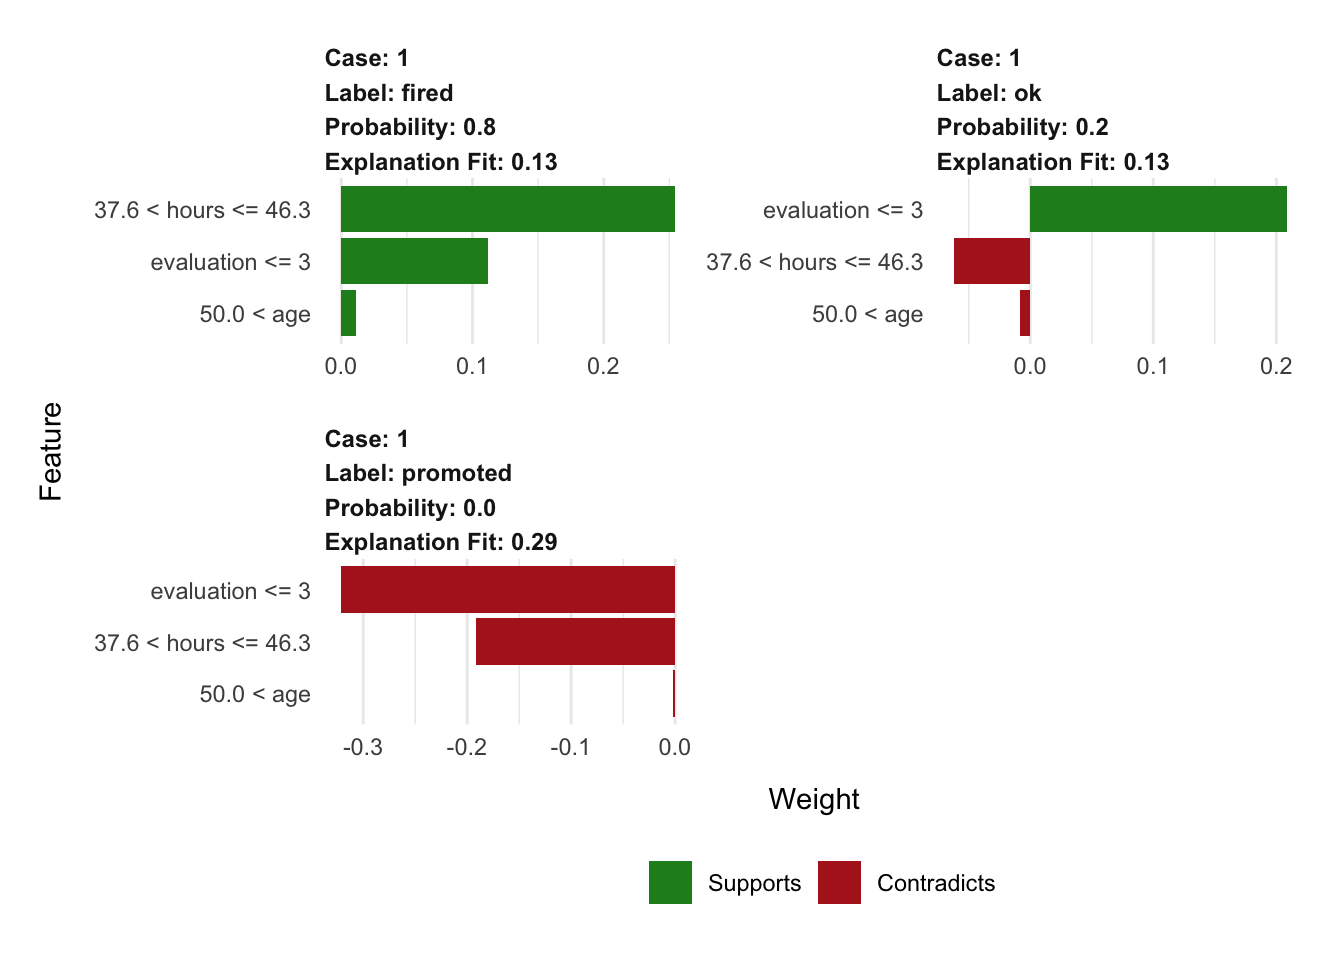 Case: 1
Label: fired
Probability: 0.8
Explanation Fit: 0.13
37.6 < hours <= 46.3
evaluation <= 3
50.0 < age
0.0 0.1 0.2
Case: 1
Label: ok
Probability: 0.2
Explanation Fit: 0.13
evaluation <= 3
37.6 < hours <= 46.3
50.0 < age
0.0 0.1 0.2
Feature
Case: 1
Label: promoted
Probability: 0.0
Explanation Fit: 0.29
evaluation <= 3
37.6 < hours <= 46.3
50.0 < age
-0.3 -0.2 -0.1 0.0
Weight
Supports Contradicts